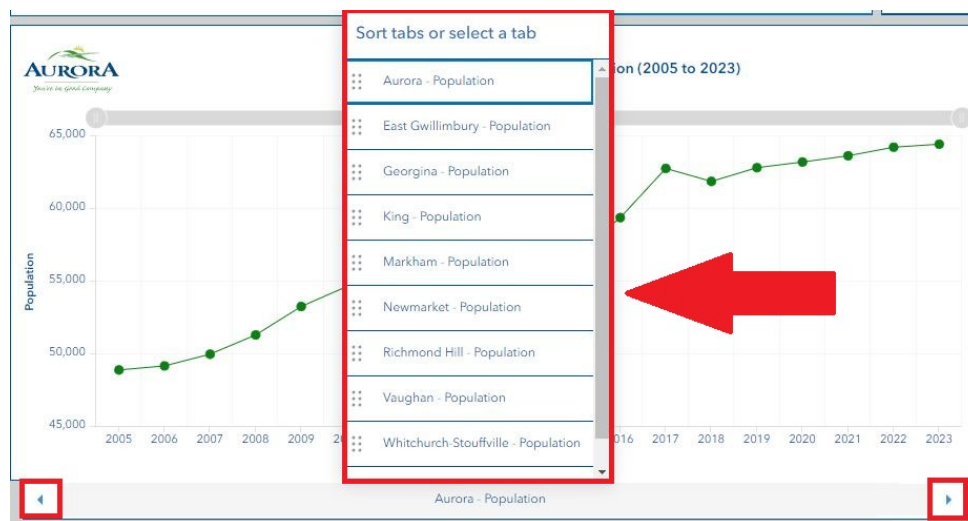 Sort tabs or select a tab
AURORA
You're in Good Company
ion (2005 to 2023)
Aurora - Population
East Gwillimbury - Population
Georgina - Population
King - Population
Markham - Population
Newmarket - Population
Richmond Hill - Population
Vaughan - Population
Whitchurch-Stouffville - Population
Population
65,000
60,000
55,000
50,000
45,000
2005 2006 2007 2008 2009 2 016 2017 2018 2019 2020 2021 2022 2023
Aurora - Population